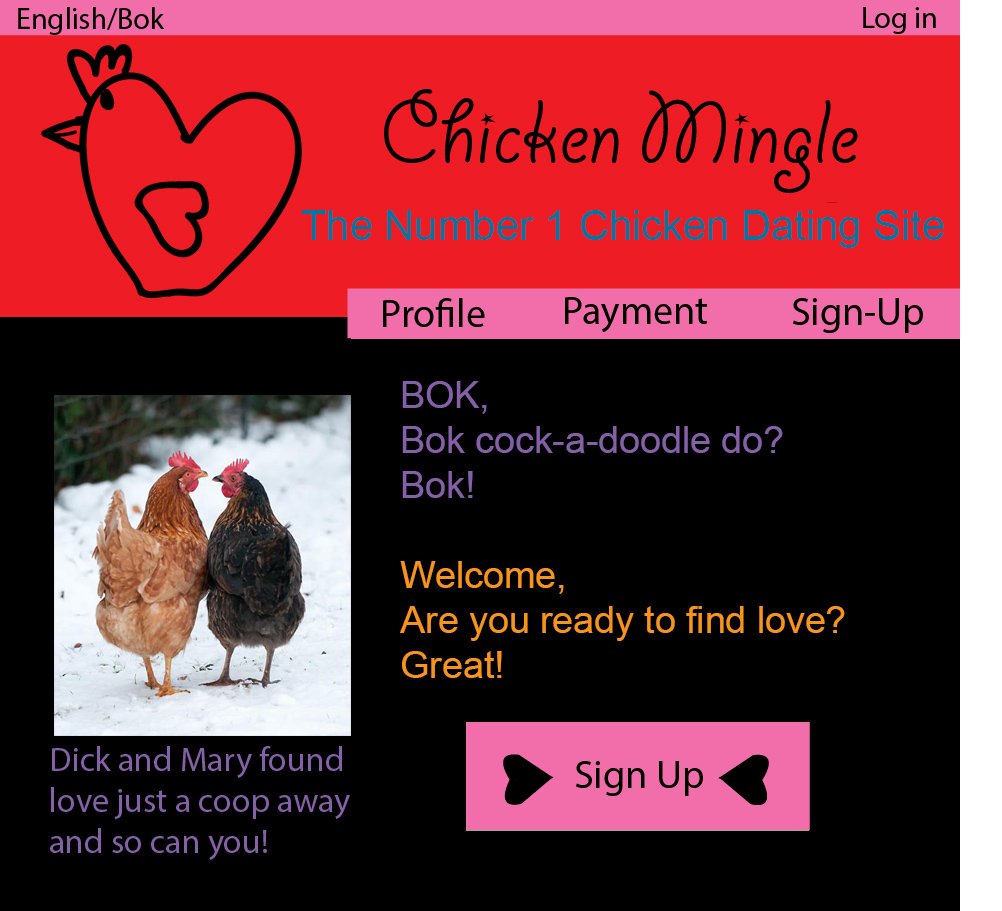 English/Bok
Log in
Chicken Mingle
The Number 1 Chicken Dating Site
Profile
Payment
Sign-Up
BOK,
Bok cock-a-doodle do?
Bok!
Welcome,
Are you ready to find love?
Great!
Sign Up
Dick and Mary found
love just a coop away
and so can you!